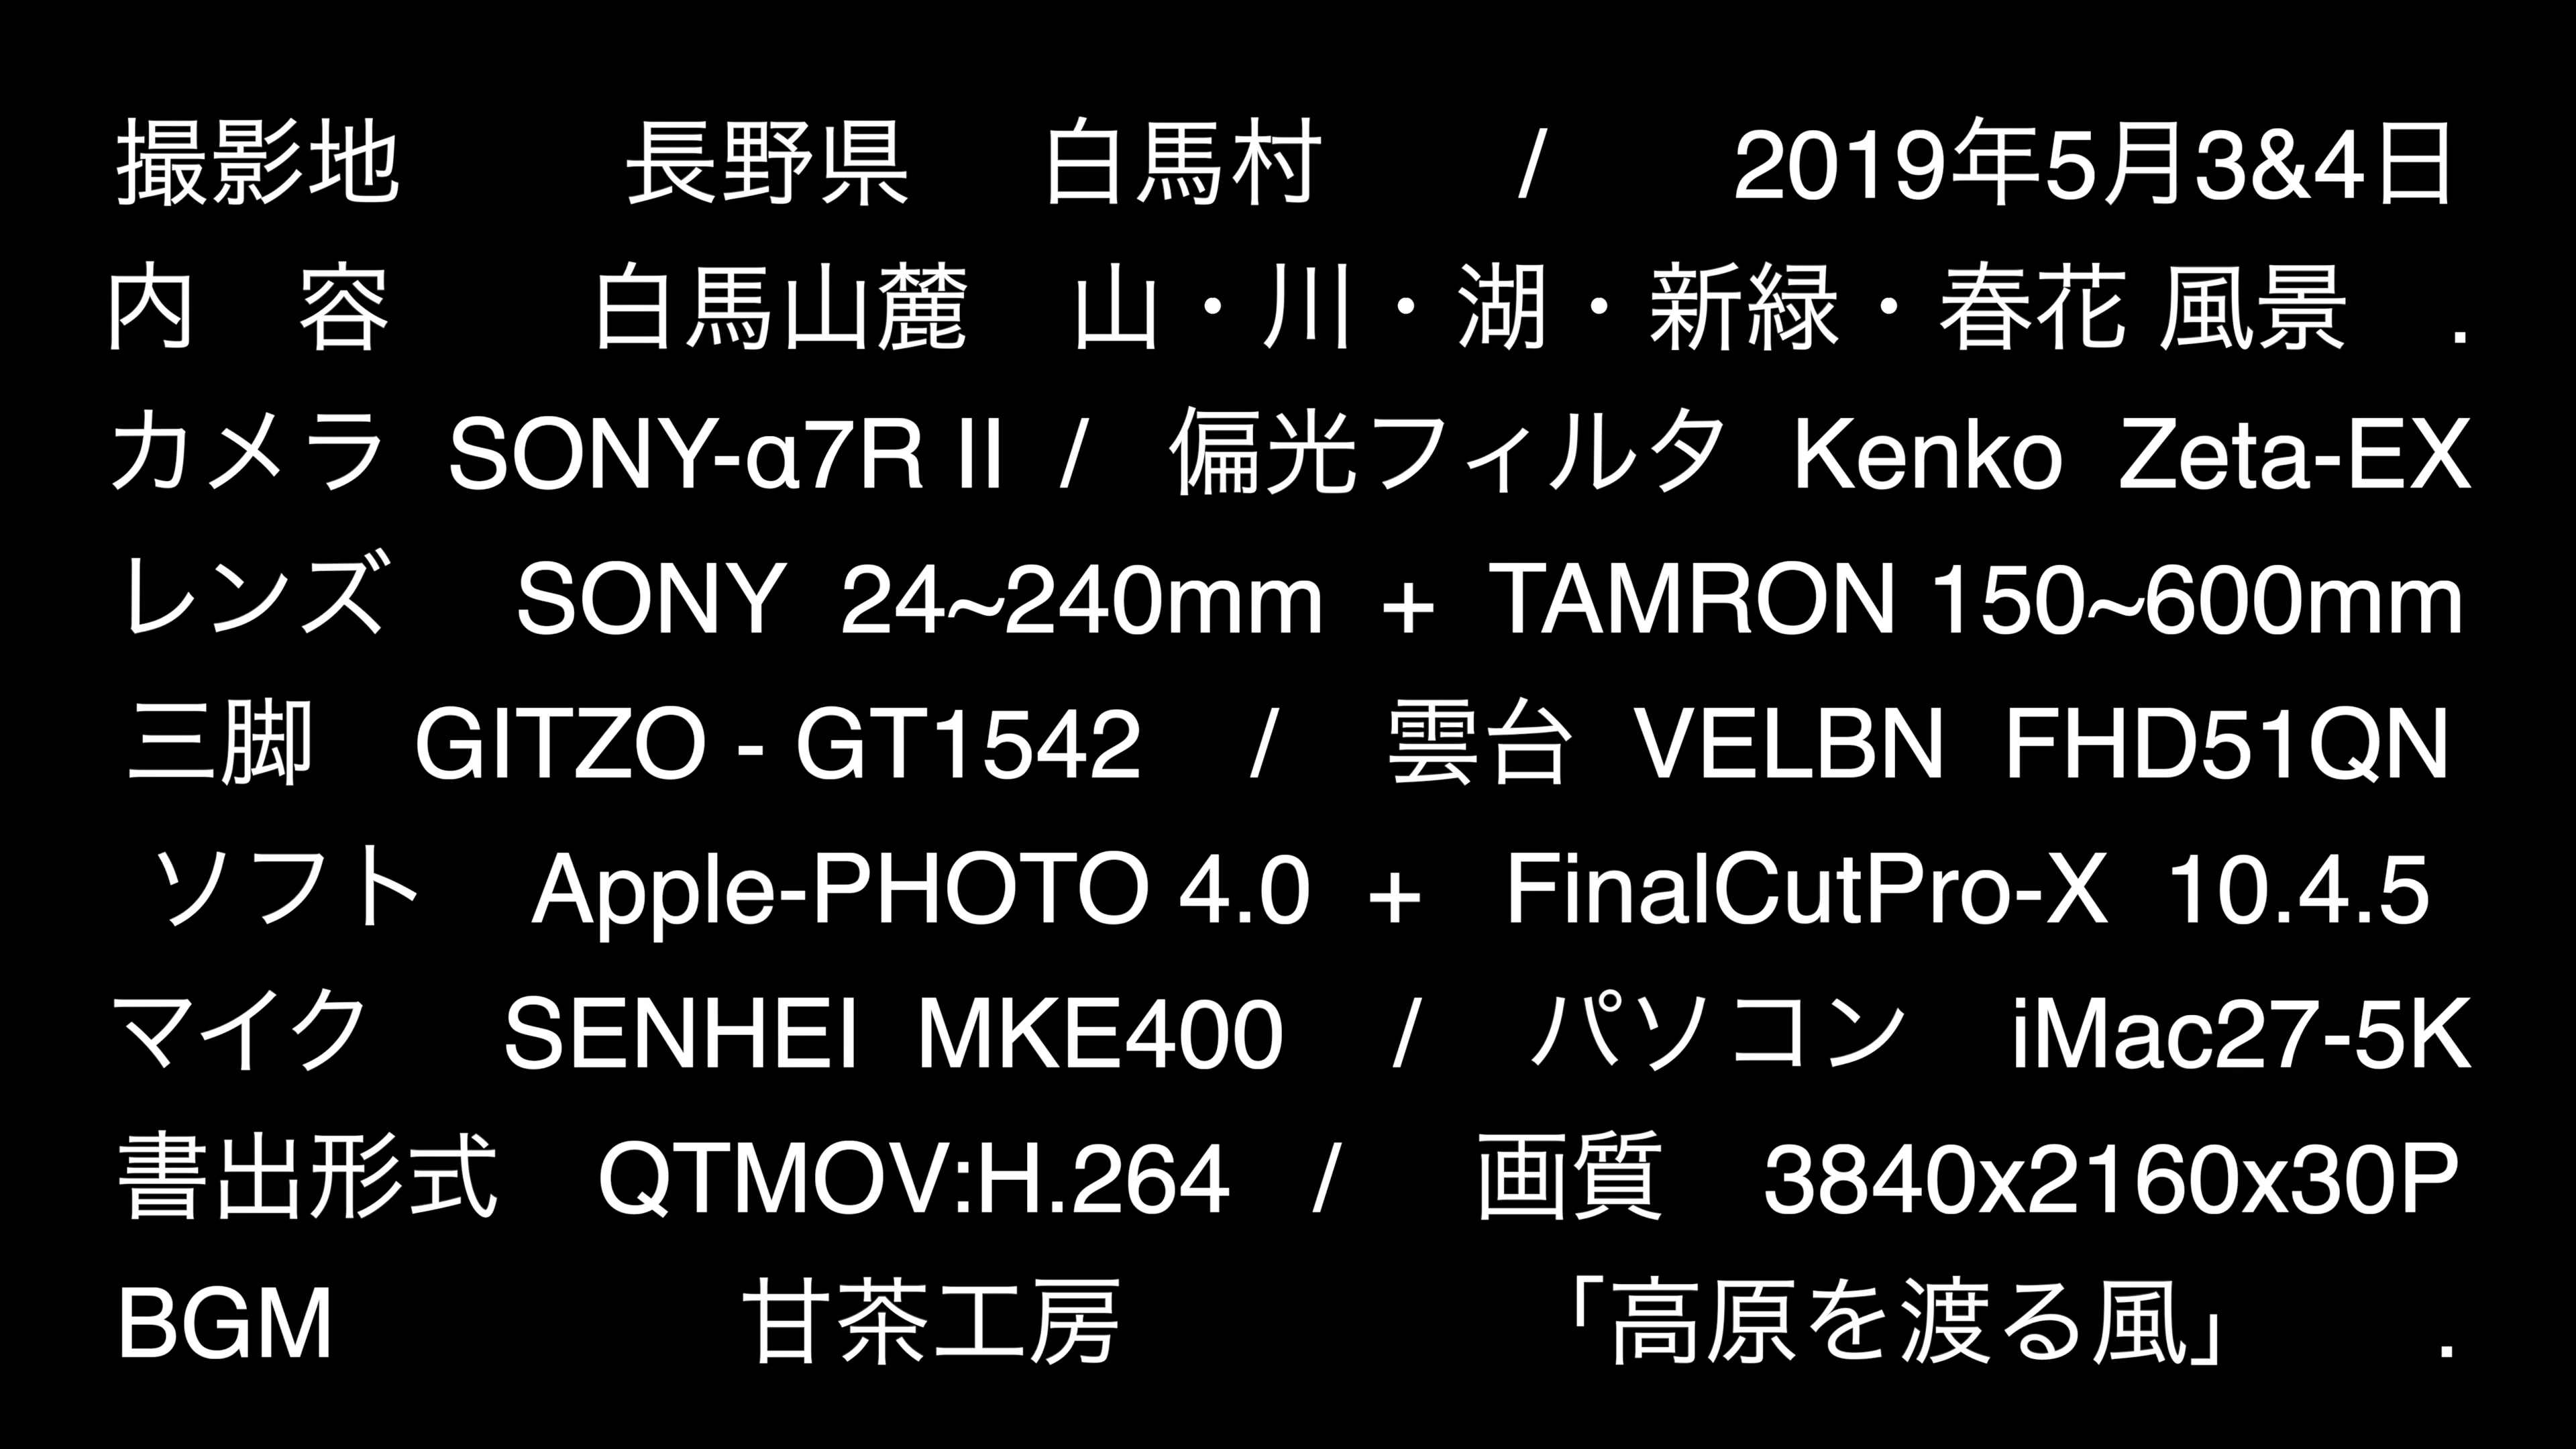 撮影地　長野県　白馬村　/　2019年5月3&4日
内　容　白馬山麓　山・川・湖・新緑・春花 風景　.
カメラ SONY-α7R II / 偏光フィルタ Kenko Zeta-EX
レンズ　SONY 24~240mm + TAMRON 150~600mm
三脚　GITZO - GT1542　/　雲台 VELBN FHD51QN
ソフト　Apple-PHOTO 4.0 + FinalCutPro-X 10.4.5
マイク　SENHEI MKE400　/　パソコン　iMac27-5K
書出形式　QTMOV:H.264　/　画質　3840x2160x30P
BGM　甘茶工房　「高原を渡る風」　.